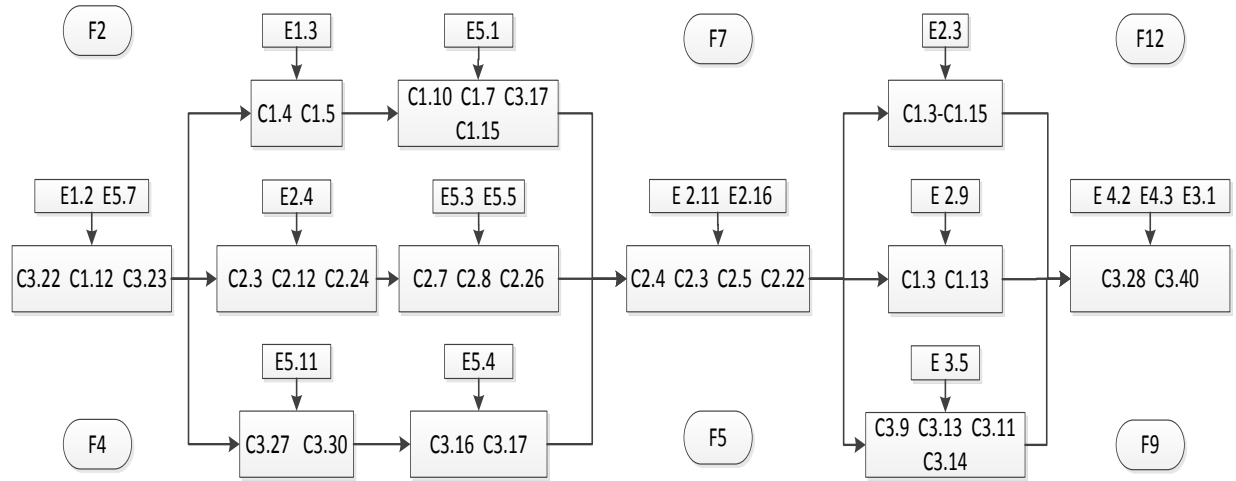 F2
E1.3
E5.1
F7
E2.3
F12
C1.4 C1.5
C1.10 C1.7 C3.17
C1.15
C1.3-C1.15
E1.2 E5.7
E2.4
E5.3 E5.5
E 2.11 E2.16
E 2.9
E 4.2 E4.3 E3.1
C3.22 C1.12 C3.23
C2.3 C2.12 C2.24
C2.7 C2.8 C2.26
C2.4 C2.3 C2.5 C2.22
C1.3 C1.13
C3.28 C3.40
E5.11
E5.4
E 3.5
F4
C3.27 C3.30
C3.16 C3.17
F5
C3.9 C3.13 C3.11
C3.14
F9